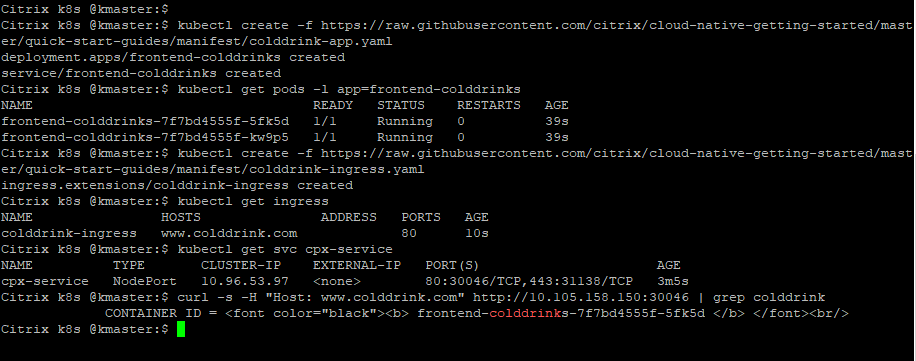 Citrix k8s @kmaster:$
Citrix k8s @kmaster:$ kubectl create -f https://raw.githubusercontent.com/citrix/cloud-native-getting-started/mast
er/quick-start-guides/manifest/colddrink-app.yaml
deployment.apps/frontend-colddrinks created
service/frontend-colddrinks created
Citrix k8s @kmaster:$ kubectl get pods -l app=frontend-colddrinks
NAME                                   READY   STATUS    RESTARTS   AGE
frontend-colddrinks-7f7bd4555f-5fk5d   1/1     Running   0          39s
frontend-colddrinks-7f7bd4555f-kw9p5   1/1     Running   0          39s
Citrix k8s @kmaster:$ kubectl create -f https://raw.githubusercontent.com/citrix/cloud-native-getting-started/mast
er/quick-start-guides/manifest/colddrink-ingress.yaml
ingress.extensions/colddrink-ingress created
Citrix k8s @kmaster:$ kubectl get ingress
NAME                HOSTS               ADDRESS   PORTS   AGE
colddrink-ingress   www.colddrink.com             80      10s
Citrix k8s @kmaster:$ kubectl get svc cpx-service
NAME          TYPE       CLUSTER-IP     EXTERNAL-IP   PORT(S)                      AGE
cpx-service   NodePort   10.96.53.97    <none>        80:30046/TCP,443:31138/TCP   3m5s
Citrix k8s @kmaster:$ curl -s -H "Host: www.colddrink.com" http://10.105.158.150:30046 | grep colddrink
             CONTAINER ID = <font color="black"><b> frontend-colddrinks-7f7bd4555f-5fk5d </b> </font><br/>
Citrix k8s @kmaster:$